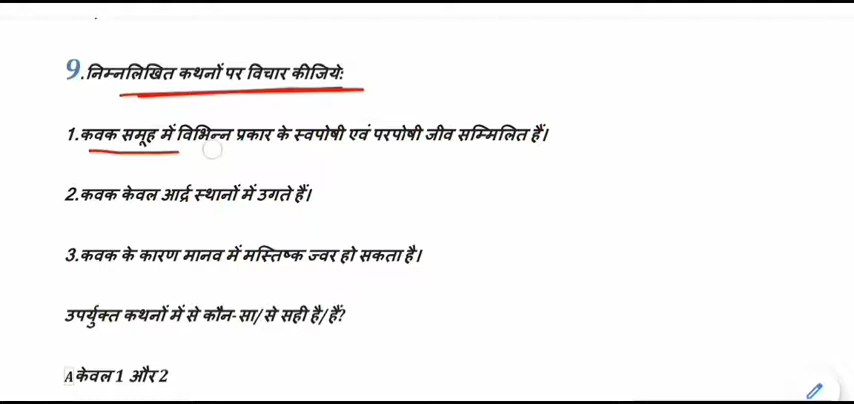 9.निम्नलिखित कथनों पर विचार कीजियेः
1.कवक समूह में विभिन्न प्रकार के स्वपोषी एवं परपोषी जीव सम्मिलित हैं।
2.कवक केवल आर्द्र स्थानों में उगते हैं।
3.कवक के कारण मानव में मस्तिष्क ज्वर हो सकता है।
उपर्युक्त कथनों में से कौन-सा/से सही है/हैं?
A केवल 1 और 2